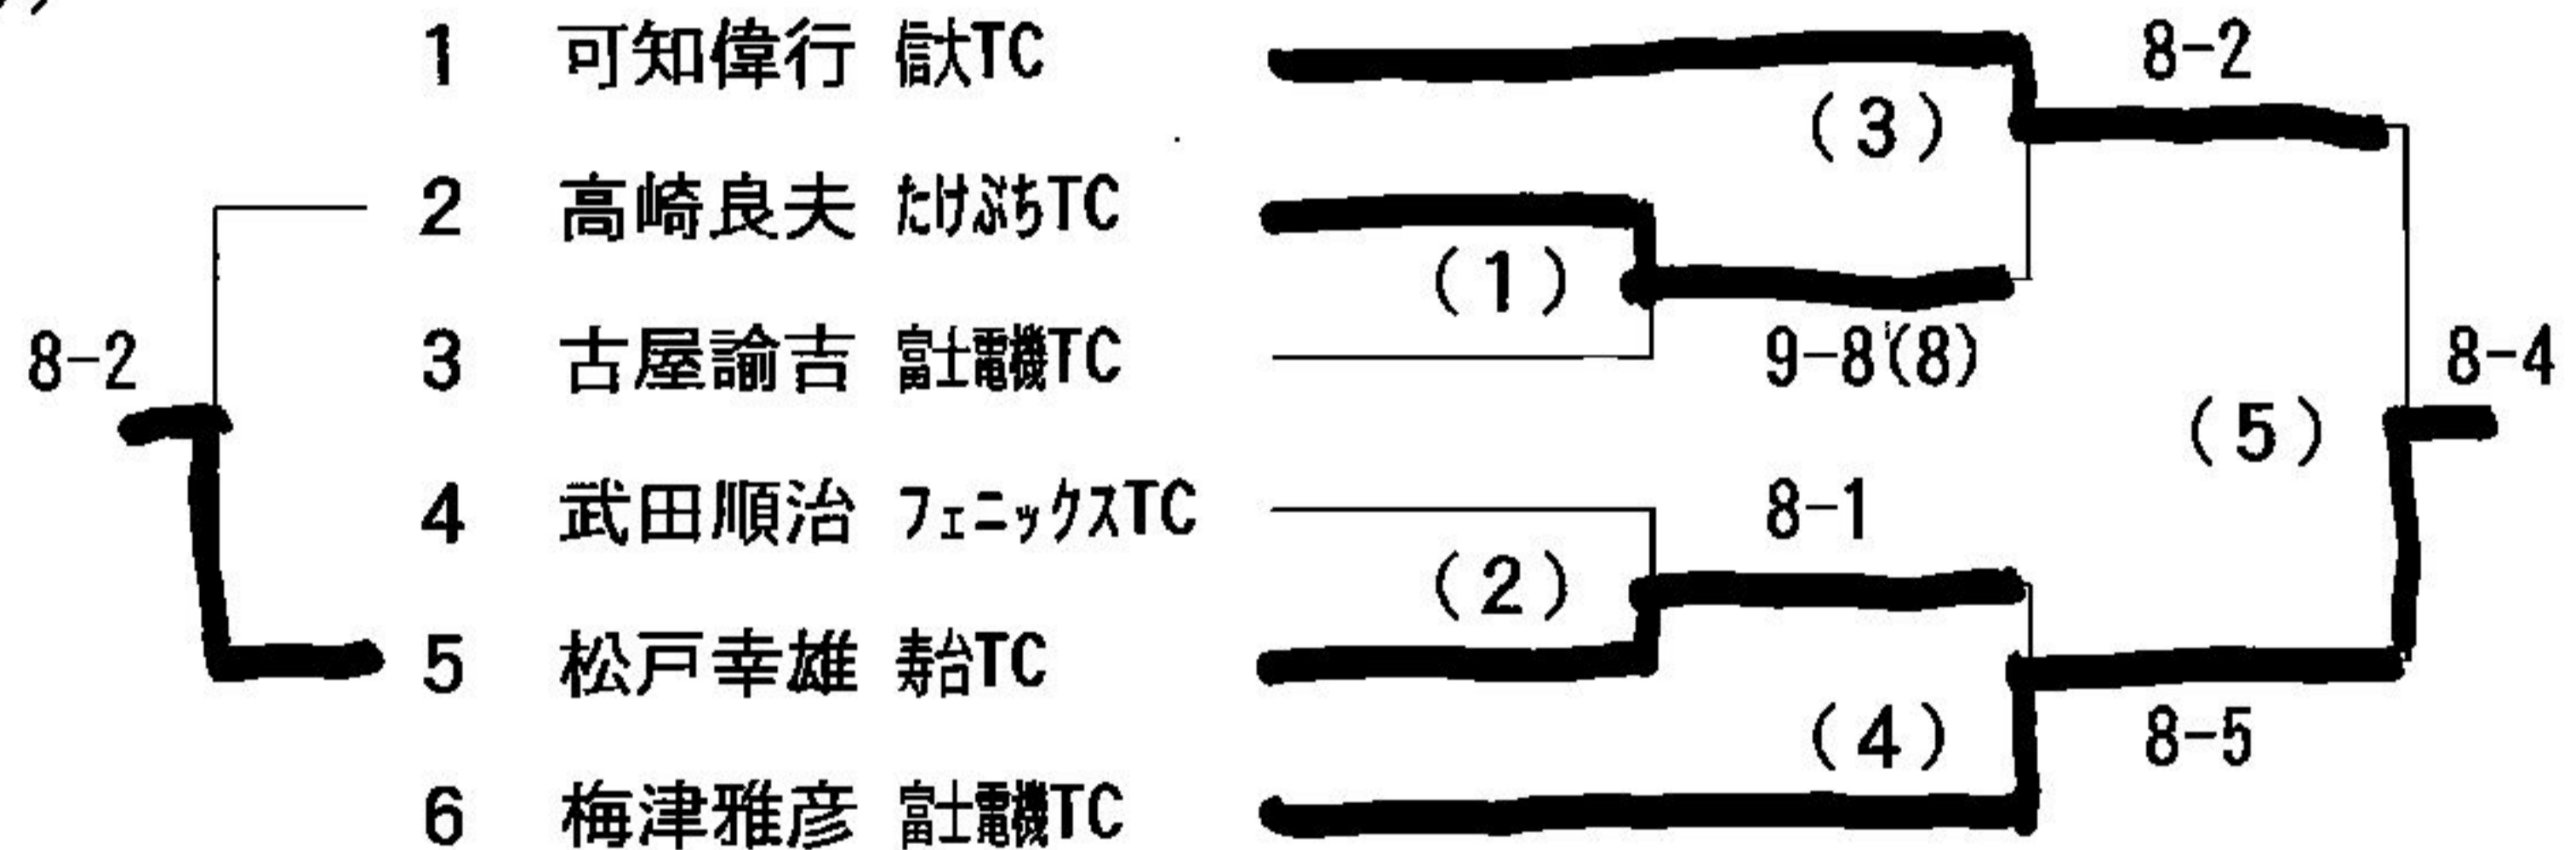 1 可知偉行 信大TC 8-2
(3)
2 高崎良夫 たけぶちTC
(1)
8-2 3 古屋諭吉 富士電機TC 9-8(8) 8-4
(5)
4 武田順治 フェニックスTC 8-1
(2)
5 松戸幸雄 寿台TC
(4) 8-5
6 梅津雅彦 富士電機TC